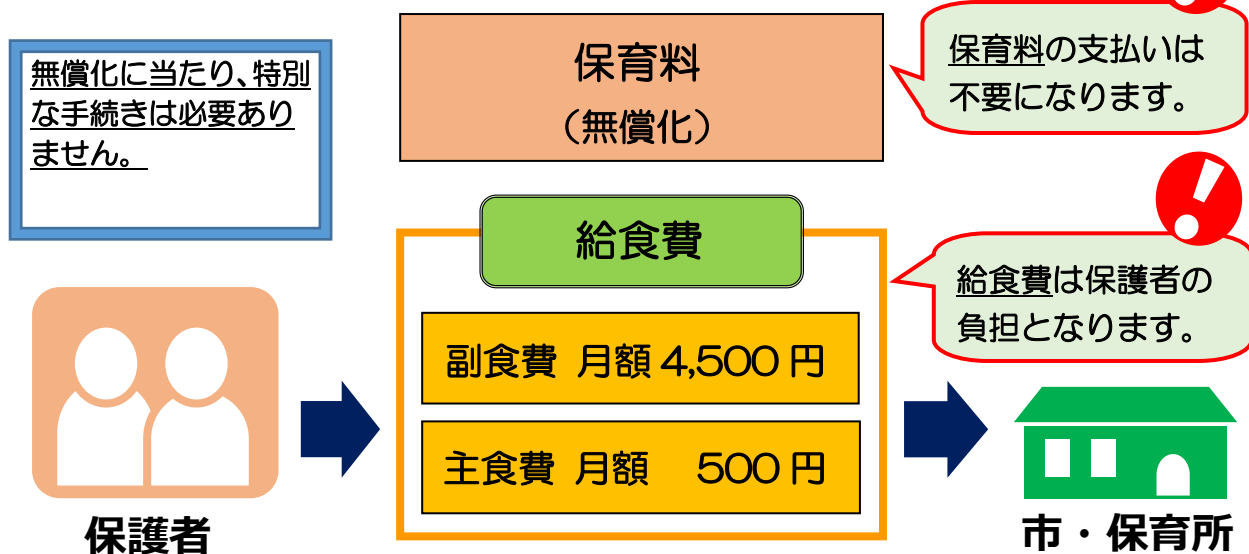 無償化に当たり、特別
な手続きは必要あり
ません。
保育料
（無償化）
保育料の支払いは
不要になります。
給食費
給食費は保護者の
負担となります。
副食費 月額 4,500 円
主食費 月額 500 円
保護者
市・保育所